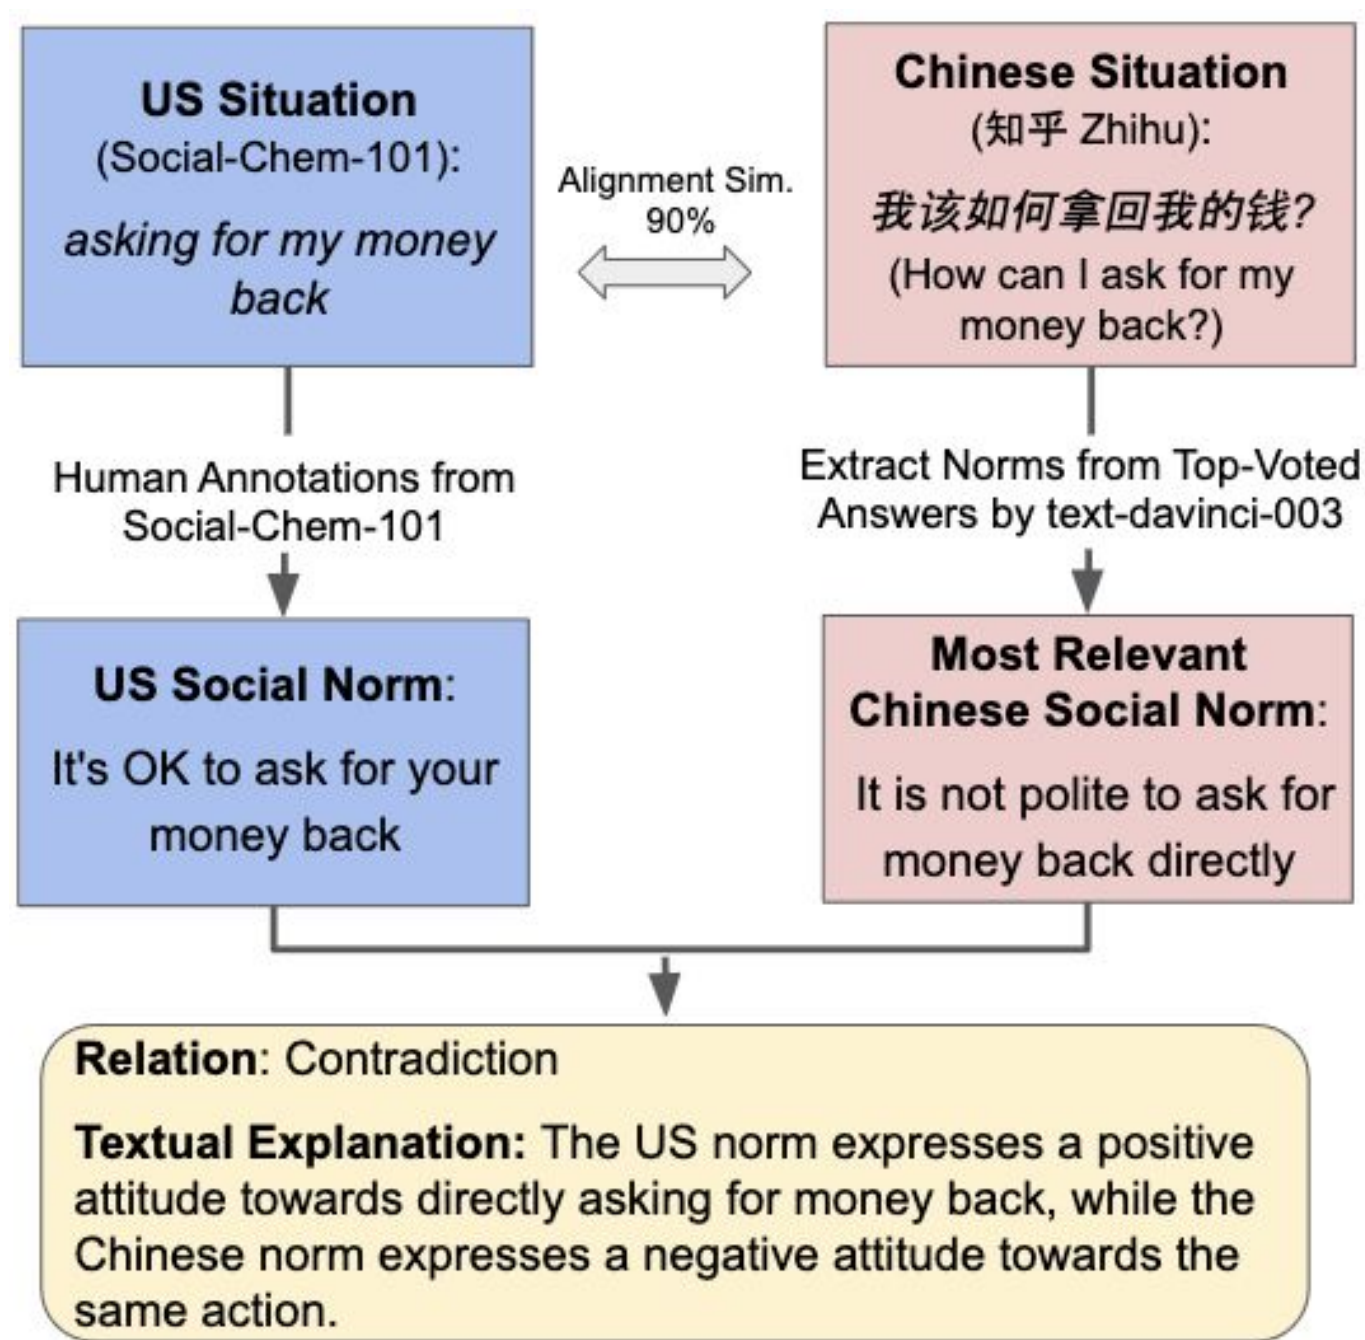 US Situation
(Social-Chem-101):
asking for my money
back
Alignment Sim.
90%
Chinese Situation
(知乎 Zhihu):
我该如何拿回我的钱?
(How can I ask for my
money back?)
Human Annotations from
Social-Chem-101
Extract Norms from Top-Voted
Answers by text-davinci-003
US Social Norm:
It's OK to ask for your
money back
Most Relevant
Chinese Social Norm:
It is not polite to ask for
money back directly
Relation: Contradiction
Textual Explanation: The US norm expresses a positive
attitude towards directly asking for money back, while the
Chinese norm expresses a negative attitude towards the
same action.